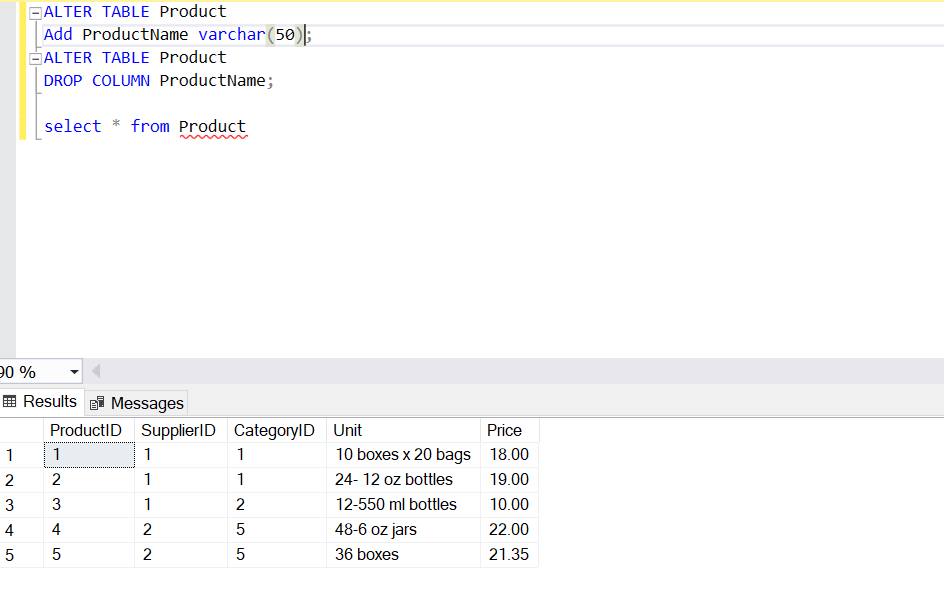 ALTER TABLE Product
Add ProductName varchar(50);
ALTER TABLE Product
DROP COLUMN ProductName;
select * from Product
90 %
Results Messages
ProductID SupplierID CategoryID Unit Price
1 1 1 1 10 boxes x 20 bags 18.00
2 2 1 1 24- 12 oz bottles 19.00
3 3 1 2 12-550 ml bottles 10.00
4 4 2 5 48-6 oz jars 22.00
5 5 2 5 36 boxes 21.35